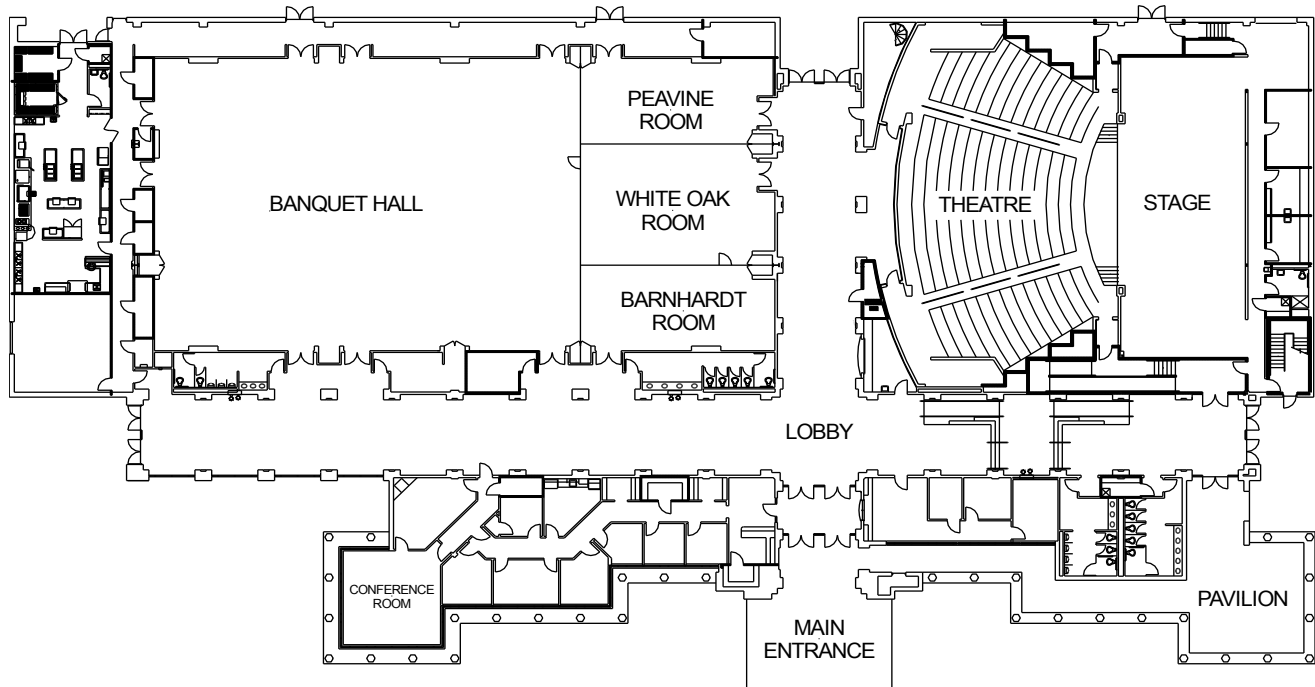 PEAVINE
ROOM
BANQUET HALL
WHITE OAK
ROOM
THEATRE
STAGE
BARNHARDT
ROOM
LOBBY
CONFERENCE
ROOM
MAIN
ENTRANCE
PAVILION